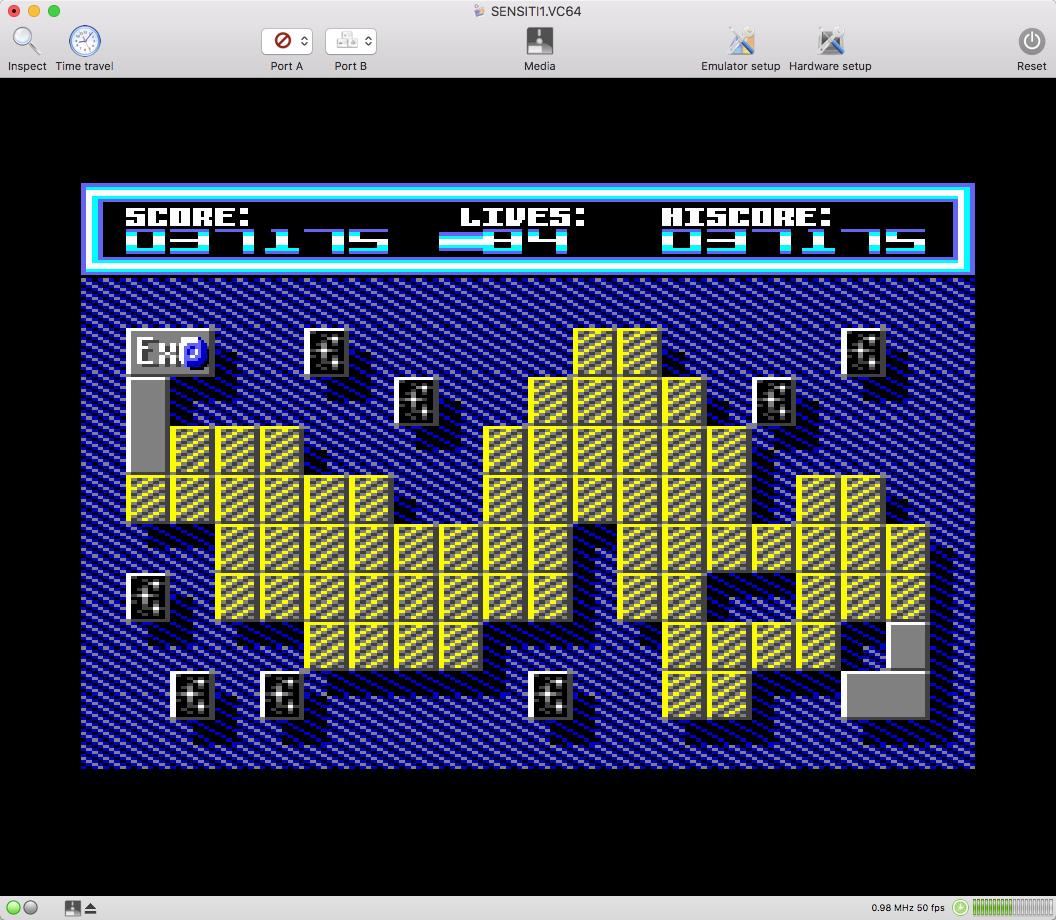 SENSITI1.VC64
Inspect Time travel Port A Port B Media Emulator setup Hardware setup Reset
SCORE: LIVES: HISCORE:
037175 04 037175
0.98 MHz 50 fps